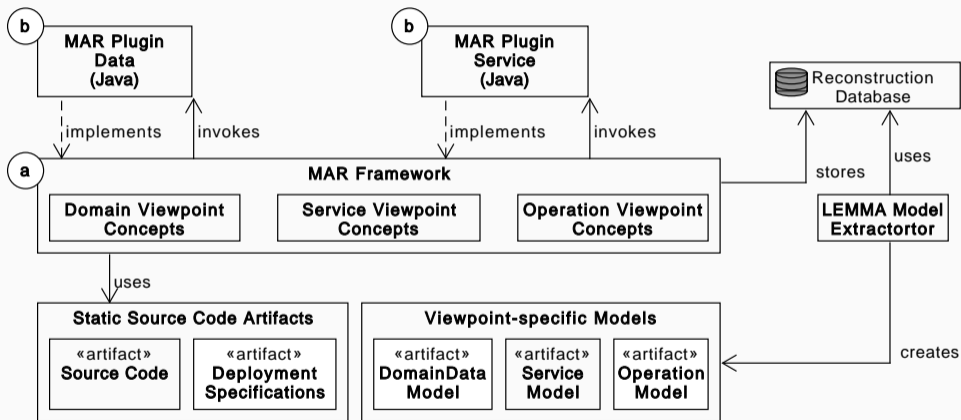 b
MAR Plugin
Data
(Java)
b
MAR Plugin
Service
(Java)
Reconstruction
Database
implements
invokes
implements
invokes
stores
uses
a
MAR Framework
Domain Viewpoint
Concepts
Service Viewpoint
Concepts
Operation Viewpoint
Concepts
LEMMA Model
Extractortor
uses
Static Source Code Artifacts
«artifact»
Source Code
«artifact»
Deployment
Specifications
Viewpoint-specific Models
«artifact»
DomainData
Model
«artifact»
Service
Model
«artifact»
Operation
Model
creates